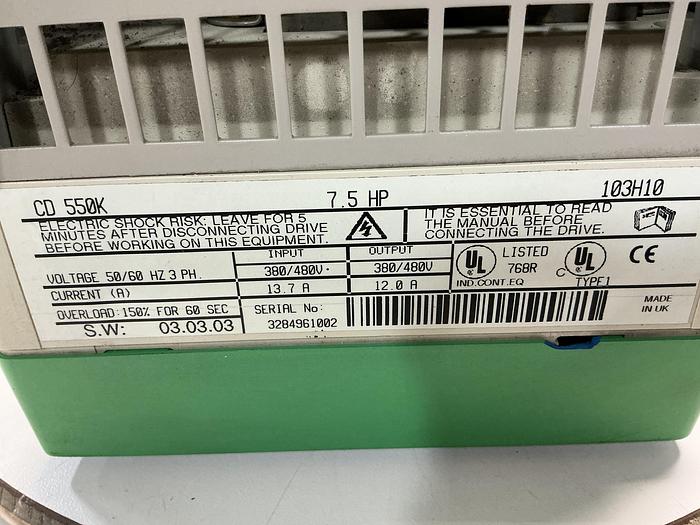 CD 550K 7.5 HP 103H10
ELECTRIC SHOCK RISK: LEAVE FOR 5
MINUTES AFTER DISCONNECTING DRIVE
BEFORE WORKING ON THIS EQUIPMENT.
IT IS ESSENTIAL TO READ
THE MANUAL BEFORE
CONNECTING THE DRIVE.
INPUT OUTPUT
VOLTAGE 50/60 HZ 3 PH. 380/480V. 380/480V
CURRENT (A) 13.7 A 12.0 A
OVERLOAD: 150% FOR 60 SEC
S.W: 03.03.03
SERIAL No:
3284961002
UL LISTED
768R
IND.CONT.EQ
C UL
TYPE1
CE
MADE
IN UK